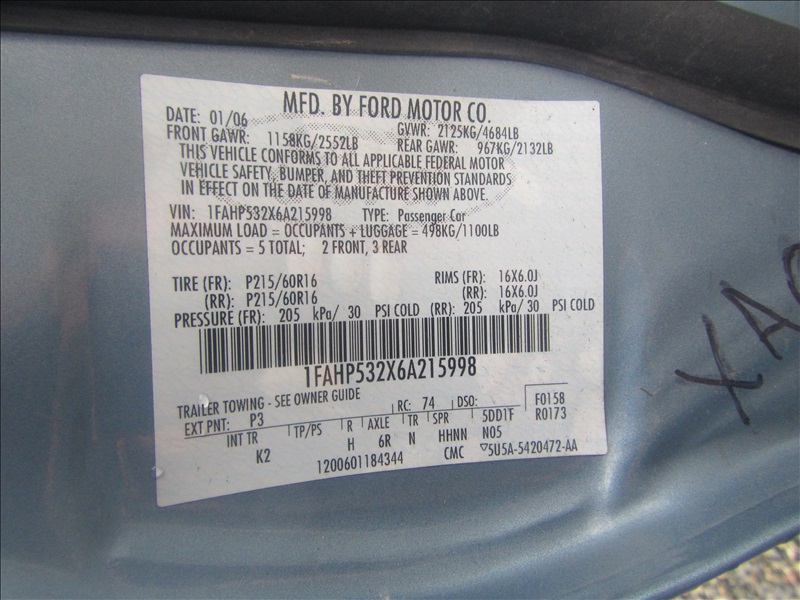 MFD. BY FORD MOTOR CO.
DATE: 01/06 GVWR: 2125KG/4684LB
FRONT GAWR: 1158KG/2552LB REAR GAWR: 967KG/2132LB
THIS VEHICLE CONFORMS TO ALL APPLICABLE FEDERAL MOTOR
VEHICLE SAFETY, BUMPER, AND THEFT PREVENTION STANDARDS
IN EFFECT ON THE DATE OF MANUFACTURE SHOWN ABOVE.
VIN: 1FAHP532X6A215998 TYPE: Passenger Car
MAXIMUM LOAD = OCCUPANTS + LUGGAGE = 498KG/1100LB
OCCUPANTS = 5 TOTAL; 2 FRONT, 3 REAR
TIRE (FR): P215/60R16 RIMS (FR): 16X6.0J
(RR): P215/60R16 (RR): 16X6.0J
PRESSURE (FR): 205 kPa/ 30 PSI COLD (RR): 205 kPa/ 30 PSI COLD
1FAHP532X6A215998
TRAILER TOWING - SEE OWNER GUIDE
EXT PNT: P3 RC: 74 DSO: F0158
R0173
INT TR TP/PS R AXLE TR SPR 5DD1F
K2 H 6R N HHNN N05
1200601184344 CMC ▽5U5A-5420472-AA